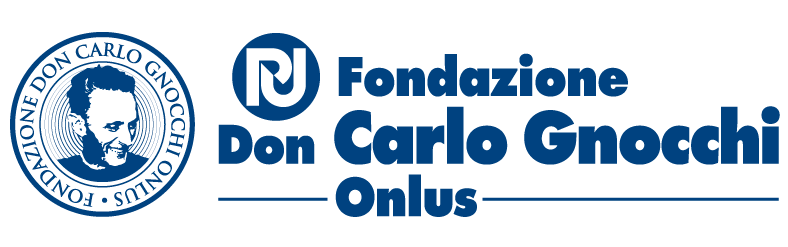 FONDAZIONE DON CARLO GNOCCHI ONLUS •
Fondazione
Don Carlo Gnocchi
Onlus